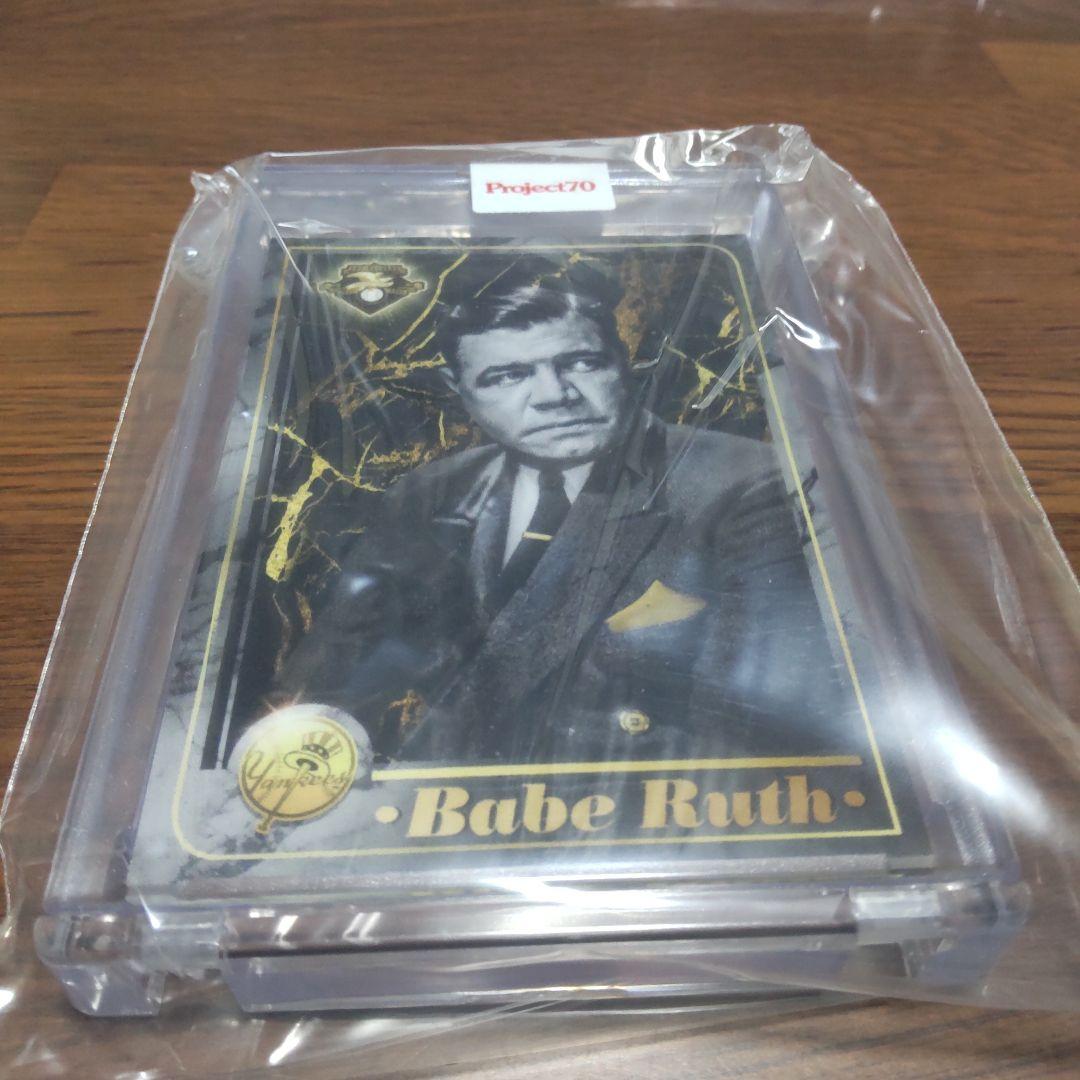 Project70
Yankees
• Babe Ruth •